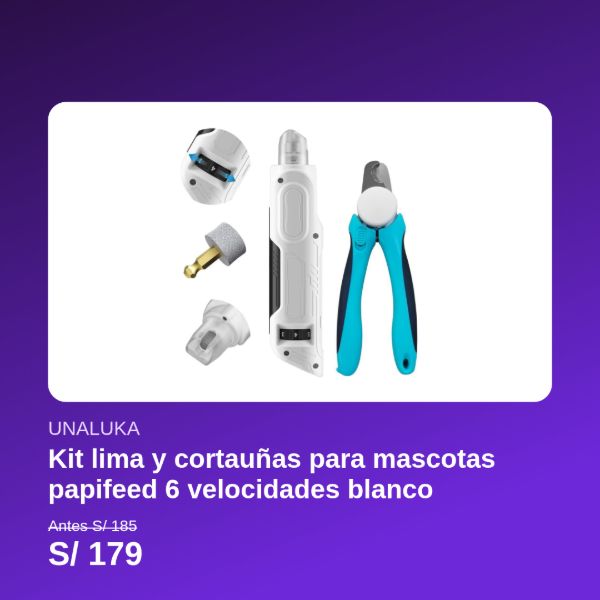 UNALUKA
Kit lima y cortauñas para mascotas
papifeed 6 velocidades blanco
Antes S/ 185
S/ 179